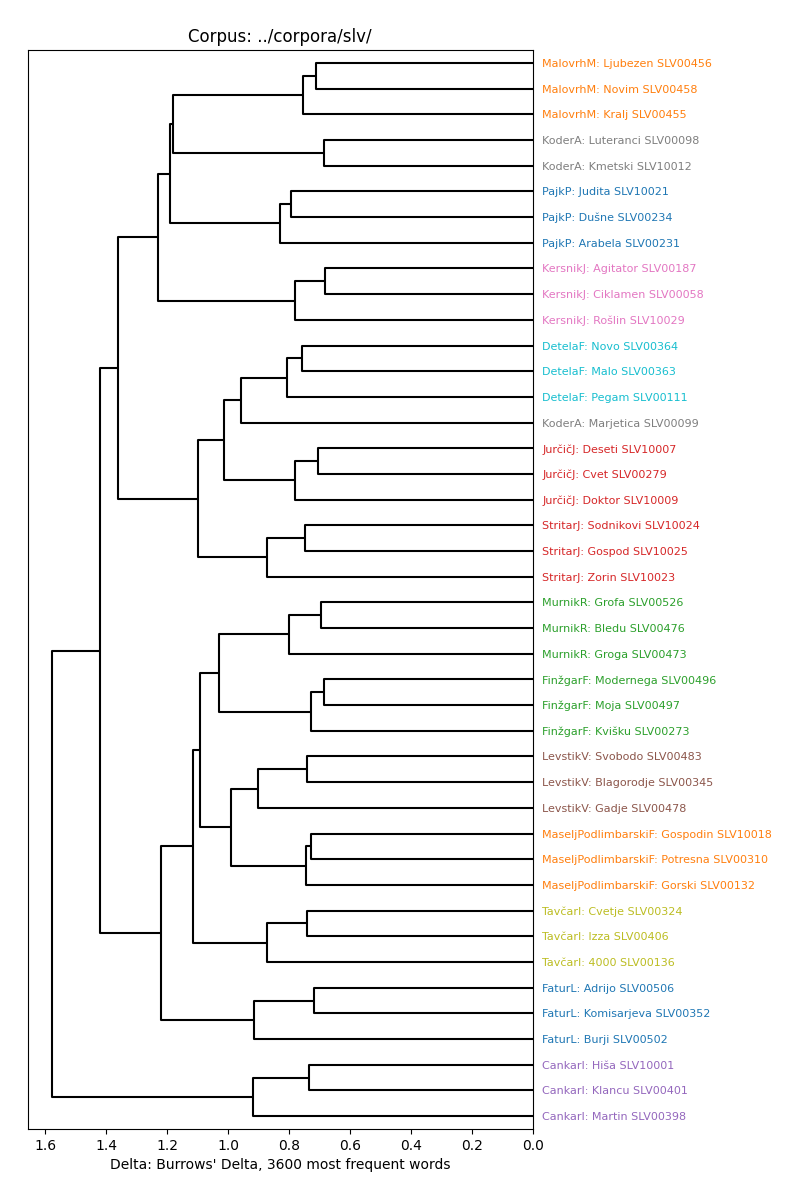 Corpus: ../corpora/slv/
MalovrhM: Ljubezen SLV00456
MalovrhM: Novim SLV00458
MalovrhM: Kralj SLV00455
KoderA: Luteranci SLV00098
KoderA: Kmetski SLV10012
PajkP: Judita SLV10021
PajkP: Dušne SLV00234
PajkP: Arabela SLV00231
KersnikJ: Agitator SLV00187
KersnikJ: Ciklamen SLV00058
KersnikJ: Rošlin SLV10029
DetelaF: Novo SLV00364
DetelaF: Malo SLV00363
DetelaF: Pegam SLV00111
KoderA: Marjetica SLV00099
JurčičJ: Deseti SLV10007
JurčičJ: Cvet SLV00279
JurčičJ: Doktor SLV10009
StritarJ: Sodnikovi SLV10024
StritarJ: Gospod SLV10025
StritarJ: Zorin SLV10023
MurnikR: Grofa SLV00526
MurnikR: Bledu SLV00476
MurnikR: Groga SLV00473
FinžgarF: Modernega SLV00496
FinžgarF: Moja SLV00497
FinžgarF: Kvišku SLV00273
LevstikV: Svobodo SLV00483
LevstikV: Blagorodje SLV00345
LevstikV: Gadje SLV00478
MaseljPodlimbarskiF: Gospodin SLV10018
MaseljPodlimbarskiF: Potresna SLV00310
MaseljPodlimbarskiF: Gorski SLV00132
TavčarI: Cvetje SLV00324
TavčarI: Izza SLV00406
TavčarI: 4000 SLV00136
FaturL: Adrijo SLV00506
FaturL: Komisarjeva SLV00352
FaturL: Burji SLV00502
CankarI: Hiša SLV10001
CankarI: Klancu SLV00401
CankarI: Martin SLV00398
1.6 1.4 1.2 1.0 0.8 0.6 0.4 0.2 0.0
Delta: Burrows' Delta, 3600 most frequent words